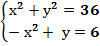 x² + y² = 36
− x² + y = 6